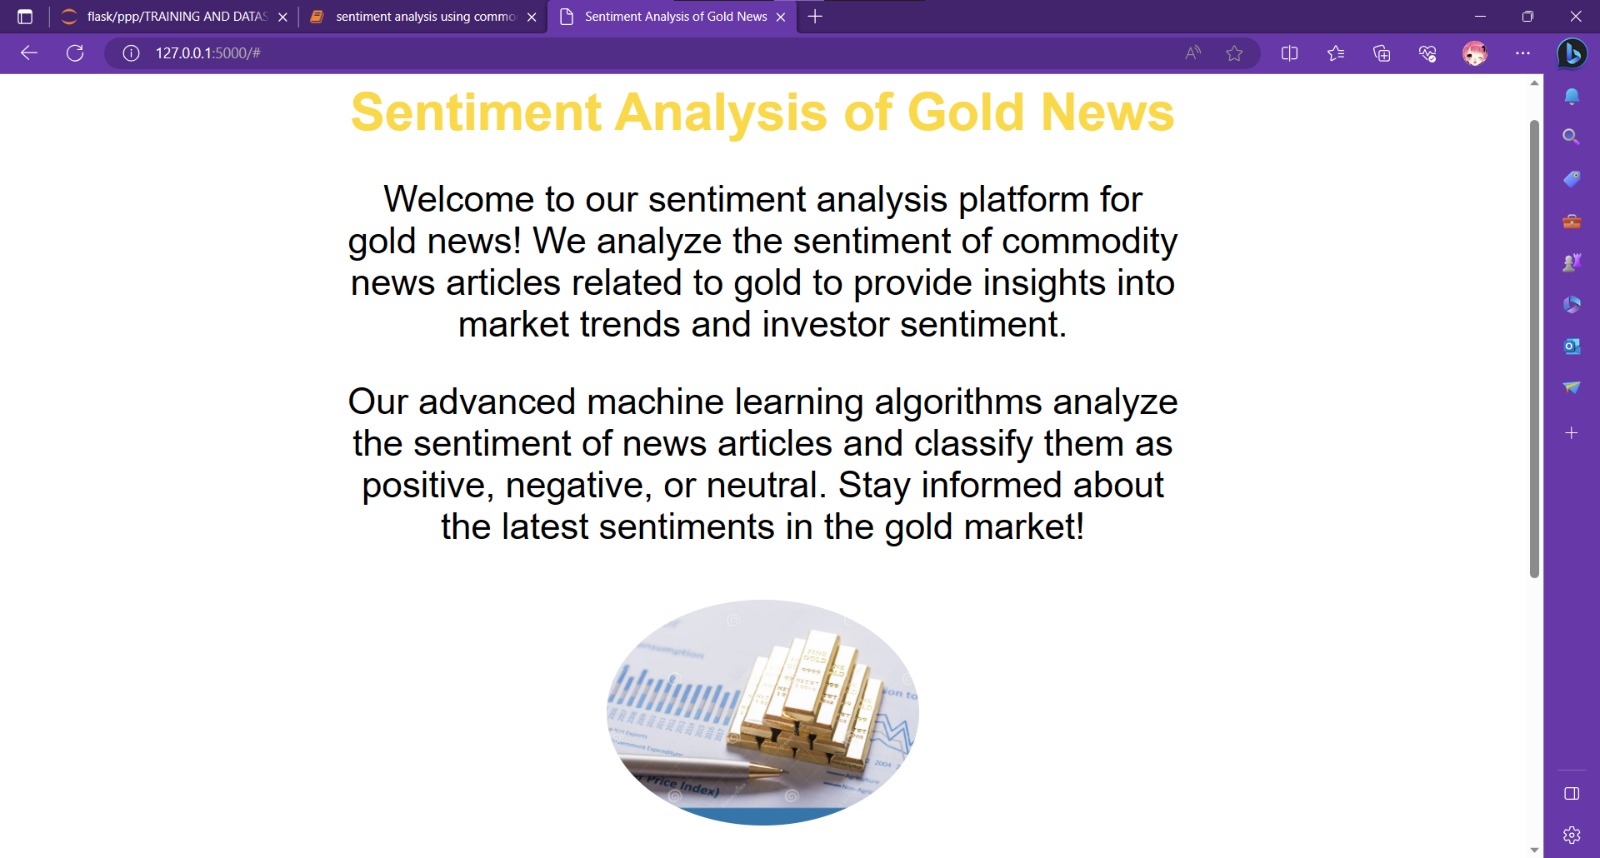 flask/ppp/TRAINING AND DATAS
sentiment analysis using commo
Sentiment Analysis of Gold News
127.0.0.1:5000/#
Sentiment Analysis of Gold News
Welcome to our sentiment analysis platform for
gold news! We analyze the sentiment of commodity
news articles related to gold to provide insights into
market trends and investor sentiment.
Our advanced machine learning algorithms analyze
the sentiment of news articles and classify them as
positive, negative, or neutral. Stay informed about
the latest sentiments in the gold market!
FINE
GOLD
Price Index)
2004